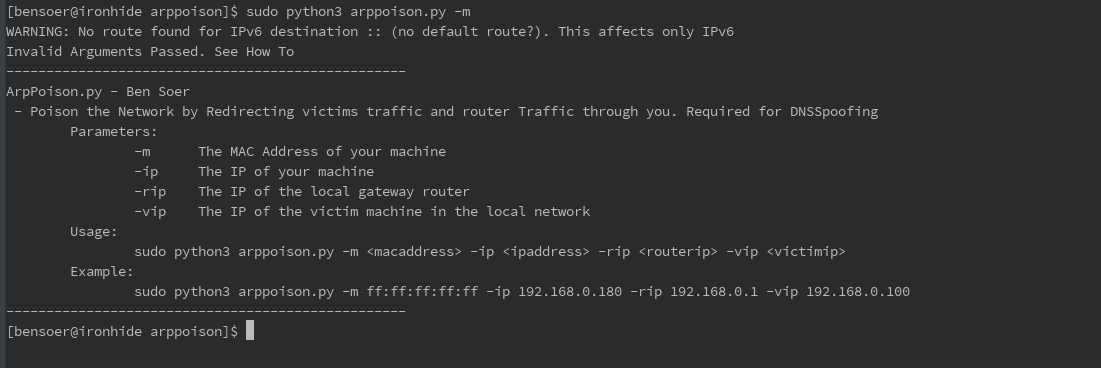 [bensoer@ironhide arppoison]$ sudo python3 arppoison.py -m
WARNING: No route found for IPv6 destination :: (no default route?). This affects only IPv6
Invalid Arguments Passed. See How To
--------------------------------------------------
ArpPoison.py - Ben Soer
 - Poison the Network by Redirecting victims traffic and router Traffic through you. Required for DNSSpoofing
        Parameters:
                -m      The MAC Address of your machine
                -ip     The IP of your machine
                -rip    The IP of the local gateway router
                -vip    The IP of the victim machine in the local network
        Usage:
                sudo python3 arppoison.py -m <macaddress> -ip <ipaddress> -rip <routerip> -vip <victimip>
        Example:
                sudo python3 arppoison.py -m ff:ff:ff:ff:ff -ip 192.168.0.180 -rip 192.168.0.1 -vip 192.168.0.100
--------------------------------------------------
[bensoer@ironhide arppoison]$